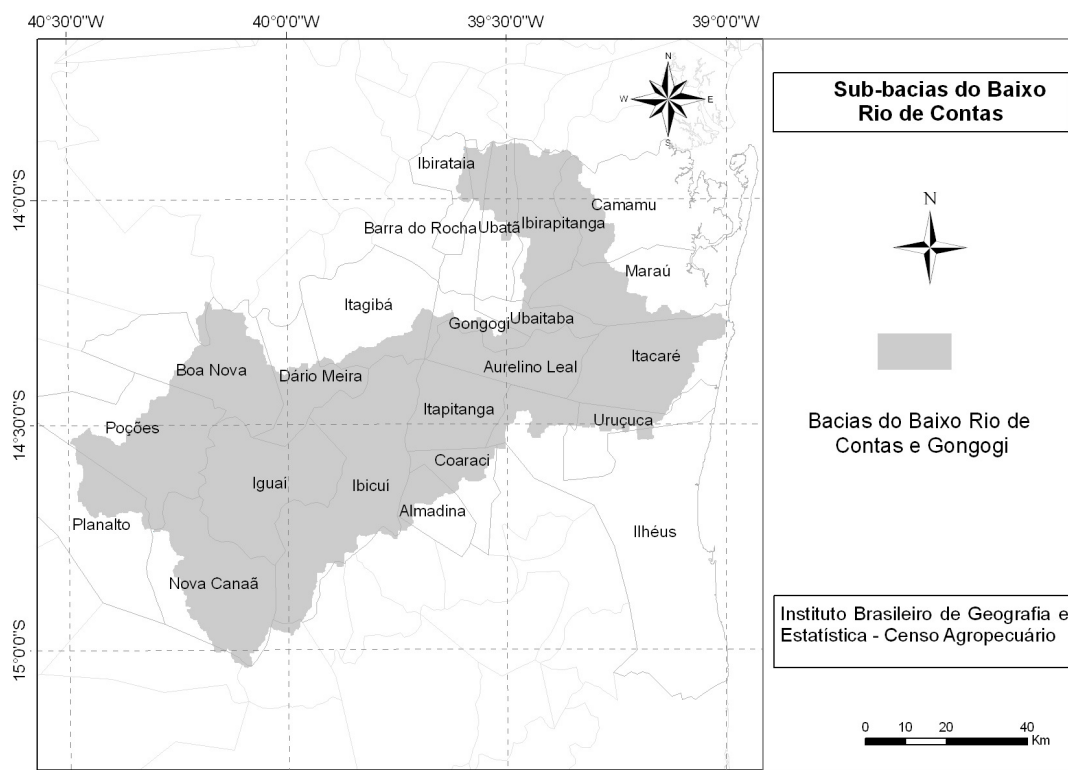 40°30'0"W 40°0'0"W 39°30'0"W 39°0'0"W
14°0'0"S
14°30'0"S
15°0'0"S
N
W E
S
Ibirataia
Camamu
Barra do Rocha Ubatã Ibirapitanga
Maraú
Itagibá
Gongogi Ubaitaba
Itacaré
Boa Nova Dário Meira Aurelino Leal
Itapitanga
Uruçuca
Poções
Coaraci
Iguai Ibicuí
Almadina
Planalto
Ilhéus
Nova Canaã
Sub-bacias do Baixo
Rio de Contas
N
Bacias do Baixo Rio de
Contas e Gongogi
Instituto Brasileiro de Geografia e
Estatística - Censo Agropecuário
0 10 20 40
Km